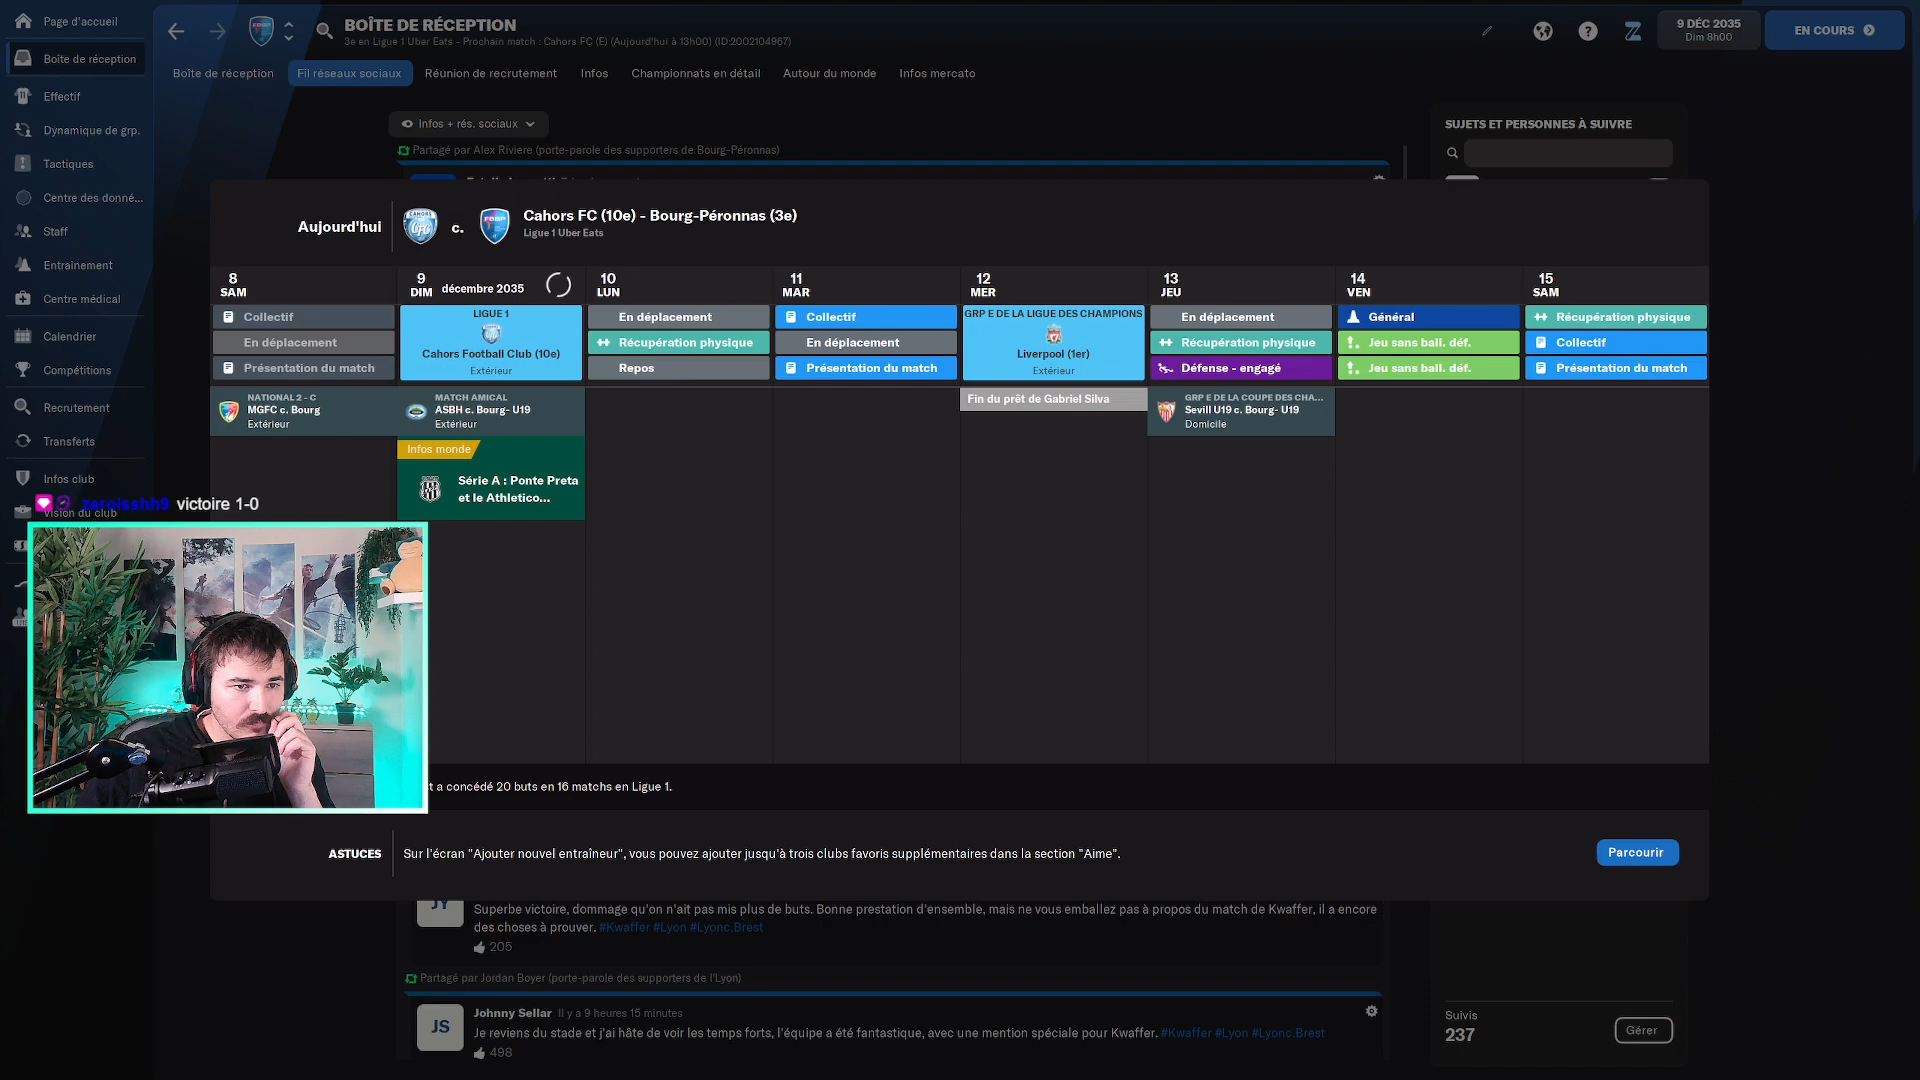 Page d'accueil
Boîte de réception
Effectif
Dynamique de grp.
Tactiques
Centre des donné...
Staff
Entraînement
Centre médical
Calendrier
Compétitions
Recrutement
Transferts
Infos club
Vision du club
BOÎTE DE RÉCEPTION
3e en Ligue 1 Uber Eats - Prochain match : Cahors FC (E) (Aujourd'hui à 13h00) (ID:2002104967)
9 DÉC 2035
Dim 8h00
EN COURS
Boîte de réception
Fil réseaux sociaux
Réunion de recrutement
Infos
Championnats en détail
Autour du monde
Infos mercato
Infos + rés. sociaux
Partagé par Alex Riviere (porte-parole des supporters de Bourg-Péronnas)
SUJETS ET PERSONNES À SUIVRE
Aujourd'hui
c.
Cahors FC (10e) - Bourg-Péronnas (3e)
Ligue 1 Uber Eats
8
SAM
9
DIM
décembre 2035
10
LUN
11
MAR
12
MER
13
JEU
14
VEN
15
SAM
Collectif
En déplacement
Présentation du match
LIGUE 1
Cahors Football Club (10e)
Extérieur
En déplacement
Récupération physique
Repos
Collectif
En déplacement
Présentation du match
GRP E DE LA LIGUE DES CHAMPIONS
Liverpool (1er)
Extérieur
En déplacement
Récupération physique
Défense - engagé
Général
Jeu sans ball. déf.
Jeu sans ball. déf.
Récupération physique
Collectif
Présentation du match
NATIONAL 2 - C
MGFC c. Bourg
Extérieur
MATCH AMICAL
ASBH c. Bourg- U19
Extérieur
Infos monde
Série A : Ponte Preta
et le Athletico...
Fin du prêt de Gabriel Silva
GRP E DE LA COUPE DES CHA...
Sevill U19 c. Bourg- U19
Domicile
zeroisshh9 victoire 1-0
t a concédé 20 buts en 16 matchs en Ligue 1.
ASTUCES
Sur l'écran "Ajouter nouvel entraîneur", vous pouvez ajouter jusqu'à trois clubs favoris supplémentaires dans la section "Aime".
Parcourir
JY
Superbe victoire, dommage qu'on n'ait pas mis plus de buts. Bonne prestation d'ensemble, mais ne vous emballez pas à propos du match de Kwaffer, il a encore
des choses à prouver. #Kwaffer #Lyon #Lyonc.Brest
205
Partagé par Jordan Boyer (porte-parole des supporters de l'Lyon)
JS
Johnny Sellar Il y a 9 heures 15 minutes
Je reviens du stade et j'ai hâte de voir les temps forts, l'équipe a été fantastique, avec une mention spéciale pour Kwaffer. #Kwaffer #Lyon #Lyonc.Brest
498
Suivis
237
Gérer